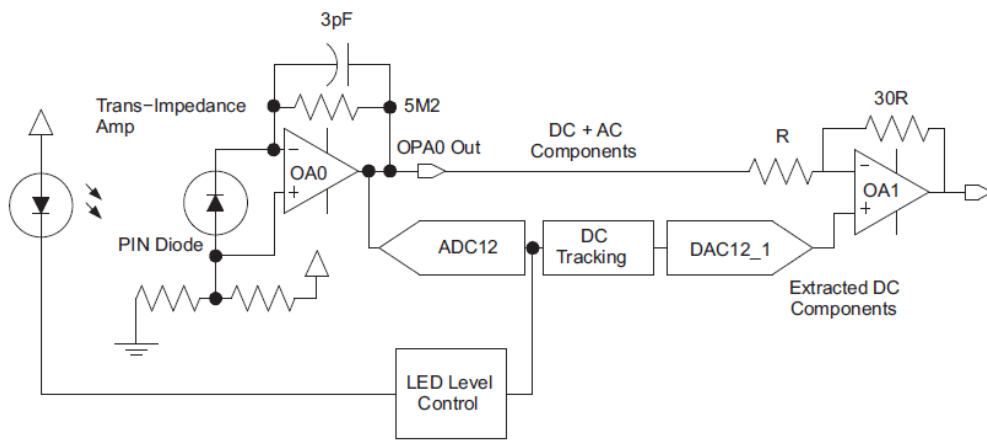 3pF
Trans−Impedance
Amp
5M2
OPA0 Out
DC + AC
Components
R
30R
−
OA0
+
−
OA1
+
PIN Diode
ADC12
DC
Tracking
DAC12_1
Extracted DC
Components
LED Level
Control